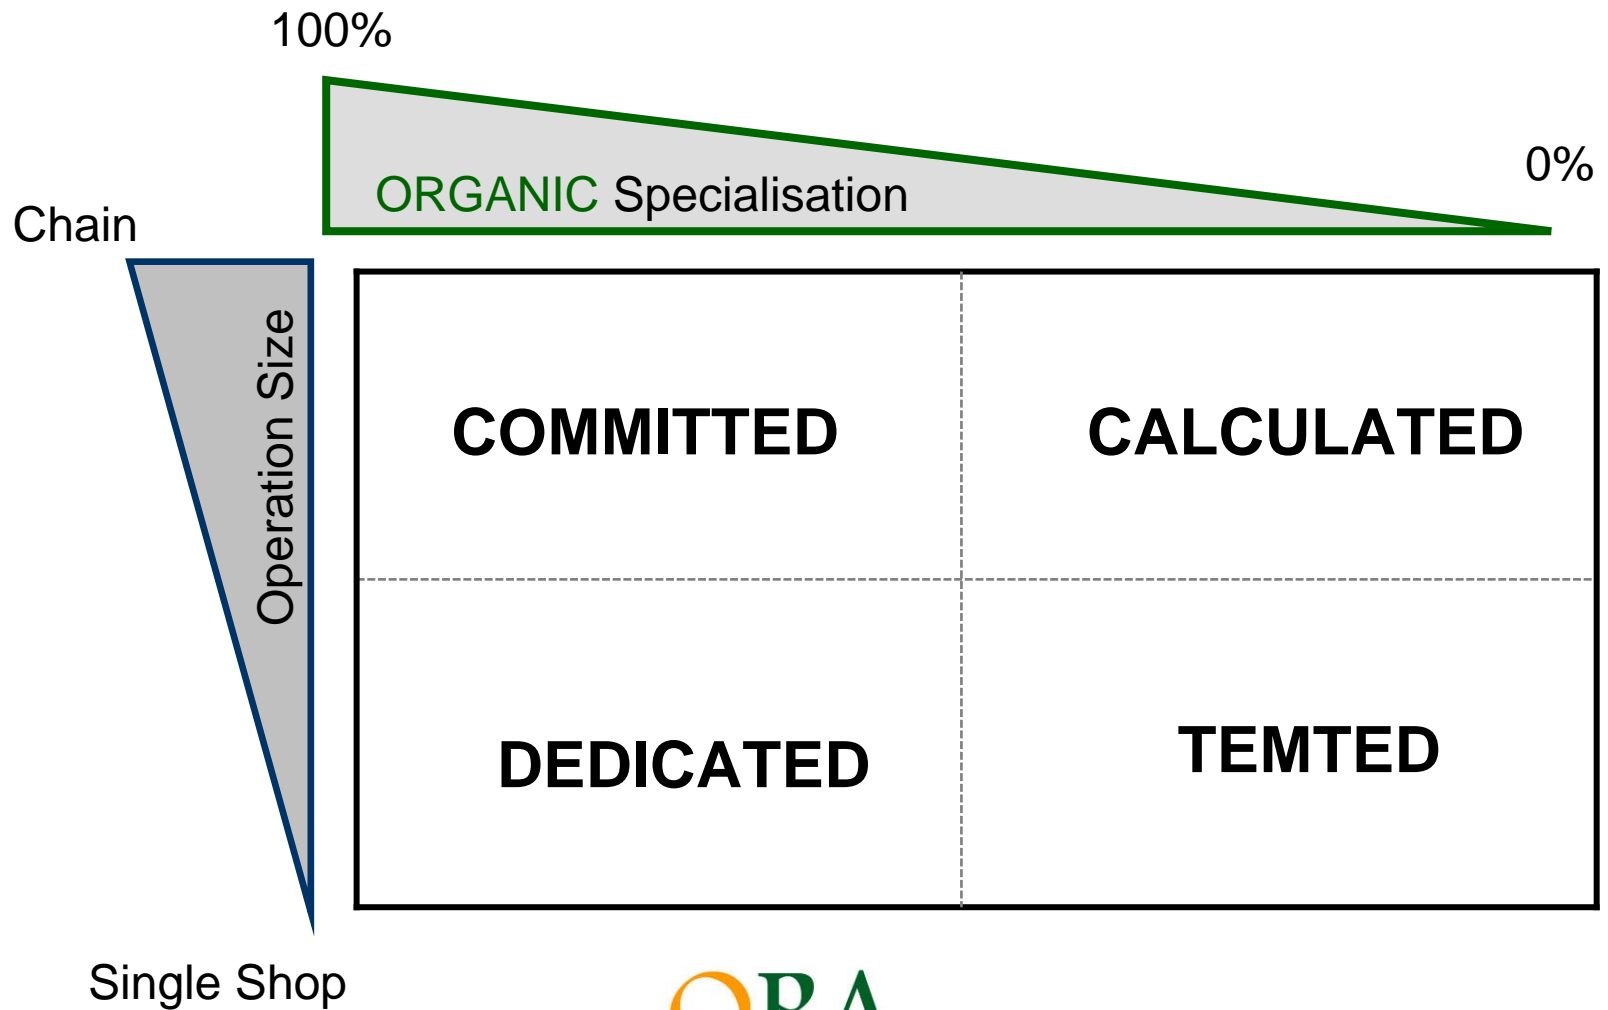 100%
0%
ORGANIC Specialisation
Chain
Operation Size
COMMITTED
CALCULATED
DEDICATED
TEMTED
Single Shop